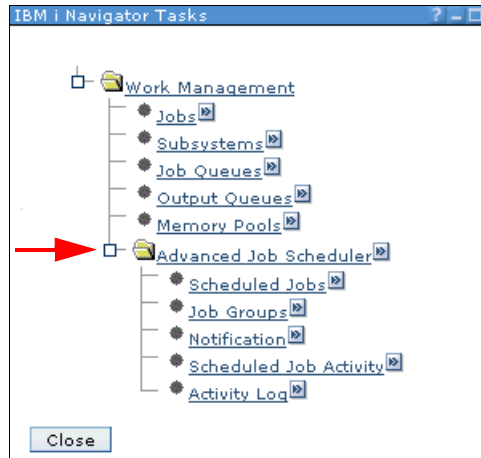 IBM i Navigator Tasks
Work Management
Jobs
Subsystems
Job Queues
Output Queues
Memory Pools
Advanced Job Scheduler
Scheduled Jobs
Job Groups
Notification
Scheduled Job Activity
Activity Log
Close